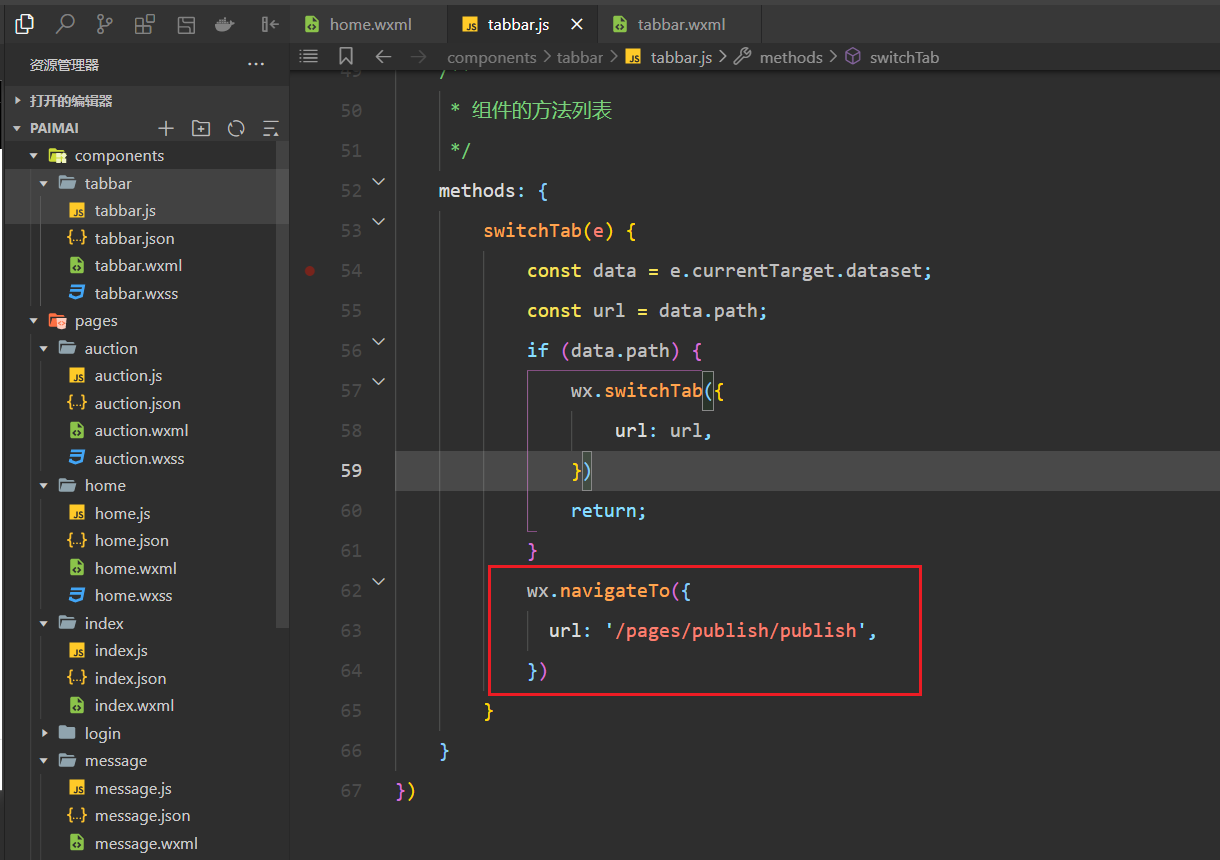 home.wxml
tabbar.js
tabbar.wxml
资源管理器 ...
components > tabbar > tabbar.js > methods > switchTab
打开的编辑器
PAIMAI
components
tabbar
tabbar.js
tabbar.json
tabbar.wxml
tabbar.wxss
pages
auction
auction.js
auction.json
auction.wxml
auction.wxss
home
home.js
home.json
home.wxml
home.wxss
index
index.js
index.json
index.wxml
login
message
message.js
message.json
message.wxml
49
50 * 组件的方法列表
51 */
52 methods: {
53 switchTab(e) {
54 const data = e.currentTarget.dataset;
55 const url = data.path;
56 if (data.path) {
57 wx.switchTab({
58 url: url,
59 })
60 return;
61 }
62 wx.navigateTo({
63 url: '/pages/publish/publish',
64 })
65 }
66 }
67 })